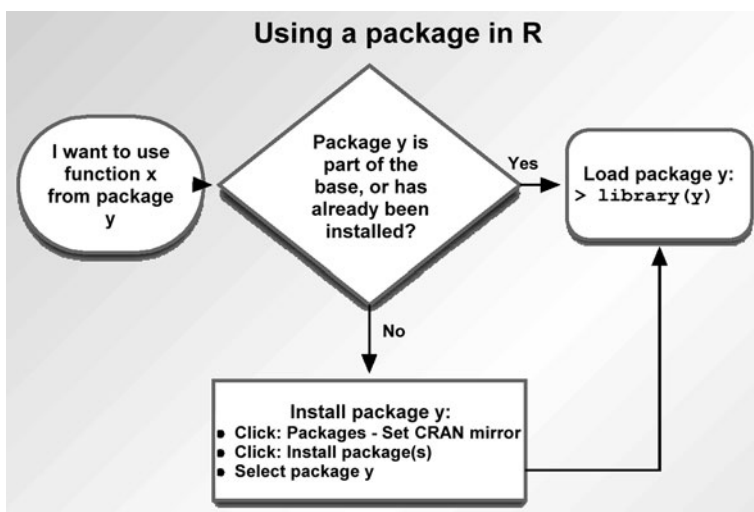 Using a package in R
I want to use
function x
from package
y
Package y is
part of the
base, or has
already been
installed?
Yes
Load package y:
> library(y)
No
Install package y:
• Click: Packages - Set CRAN mirror
• Click: Install package(s)
• Select package y